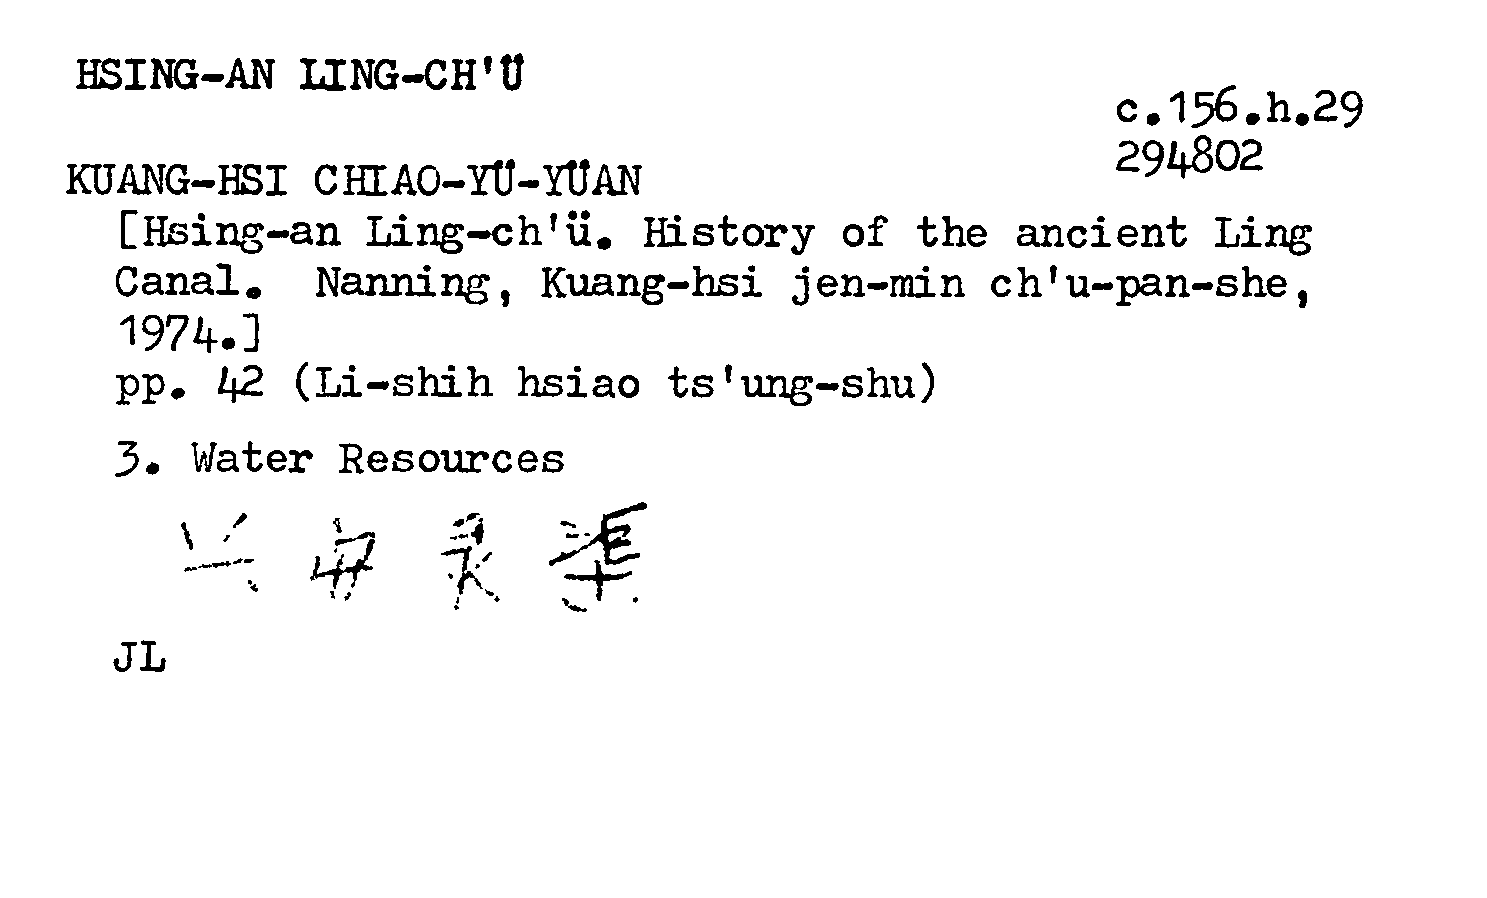 HSING-AN LING-CH'Ü
c.156.h.29
294802
KUANG-HSI CHIAO-YÜ-YÜAN
[Hsing-an Ling-ch'ü. History of the ancient Ling
Canal. Nanning, Kuang-hsi jen-min ch'u-pan-she,
1974.]
pp. 42 (Li-shih hsiao ts'ung-shu)
3. Water Resources
兴安灵渠
JL